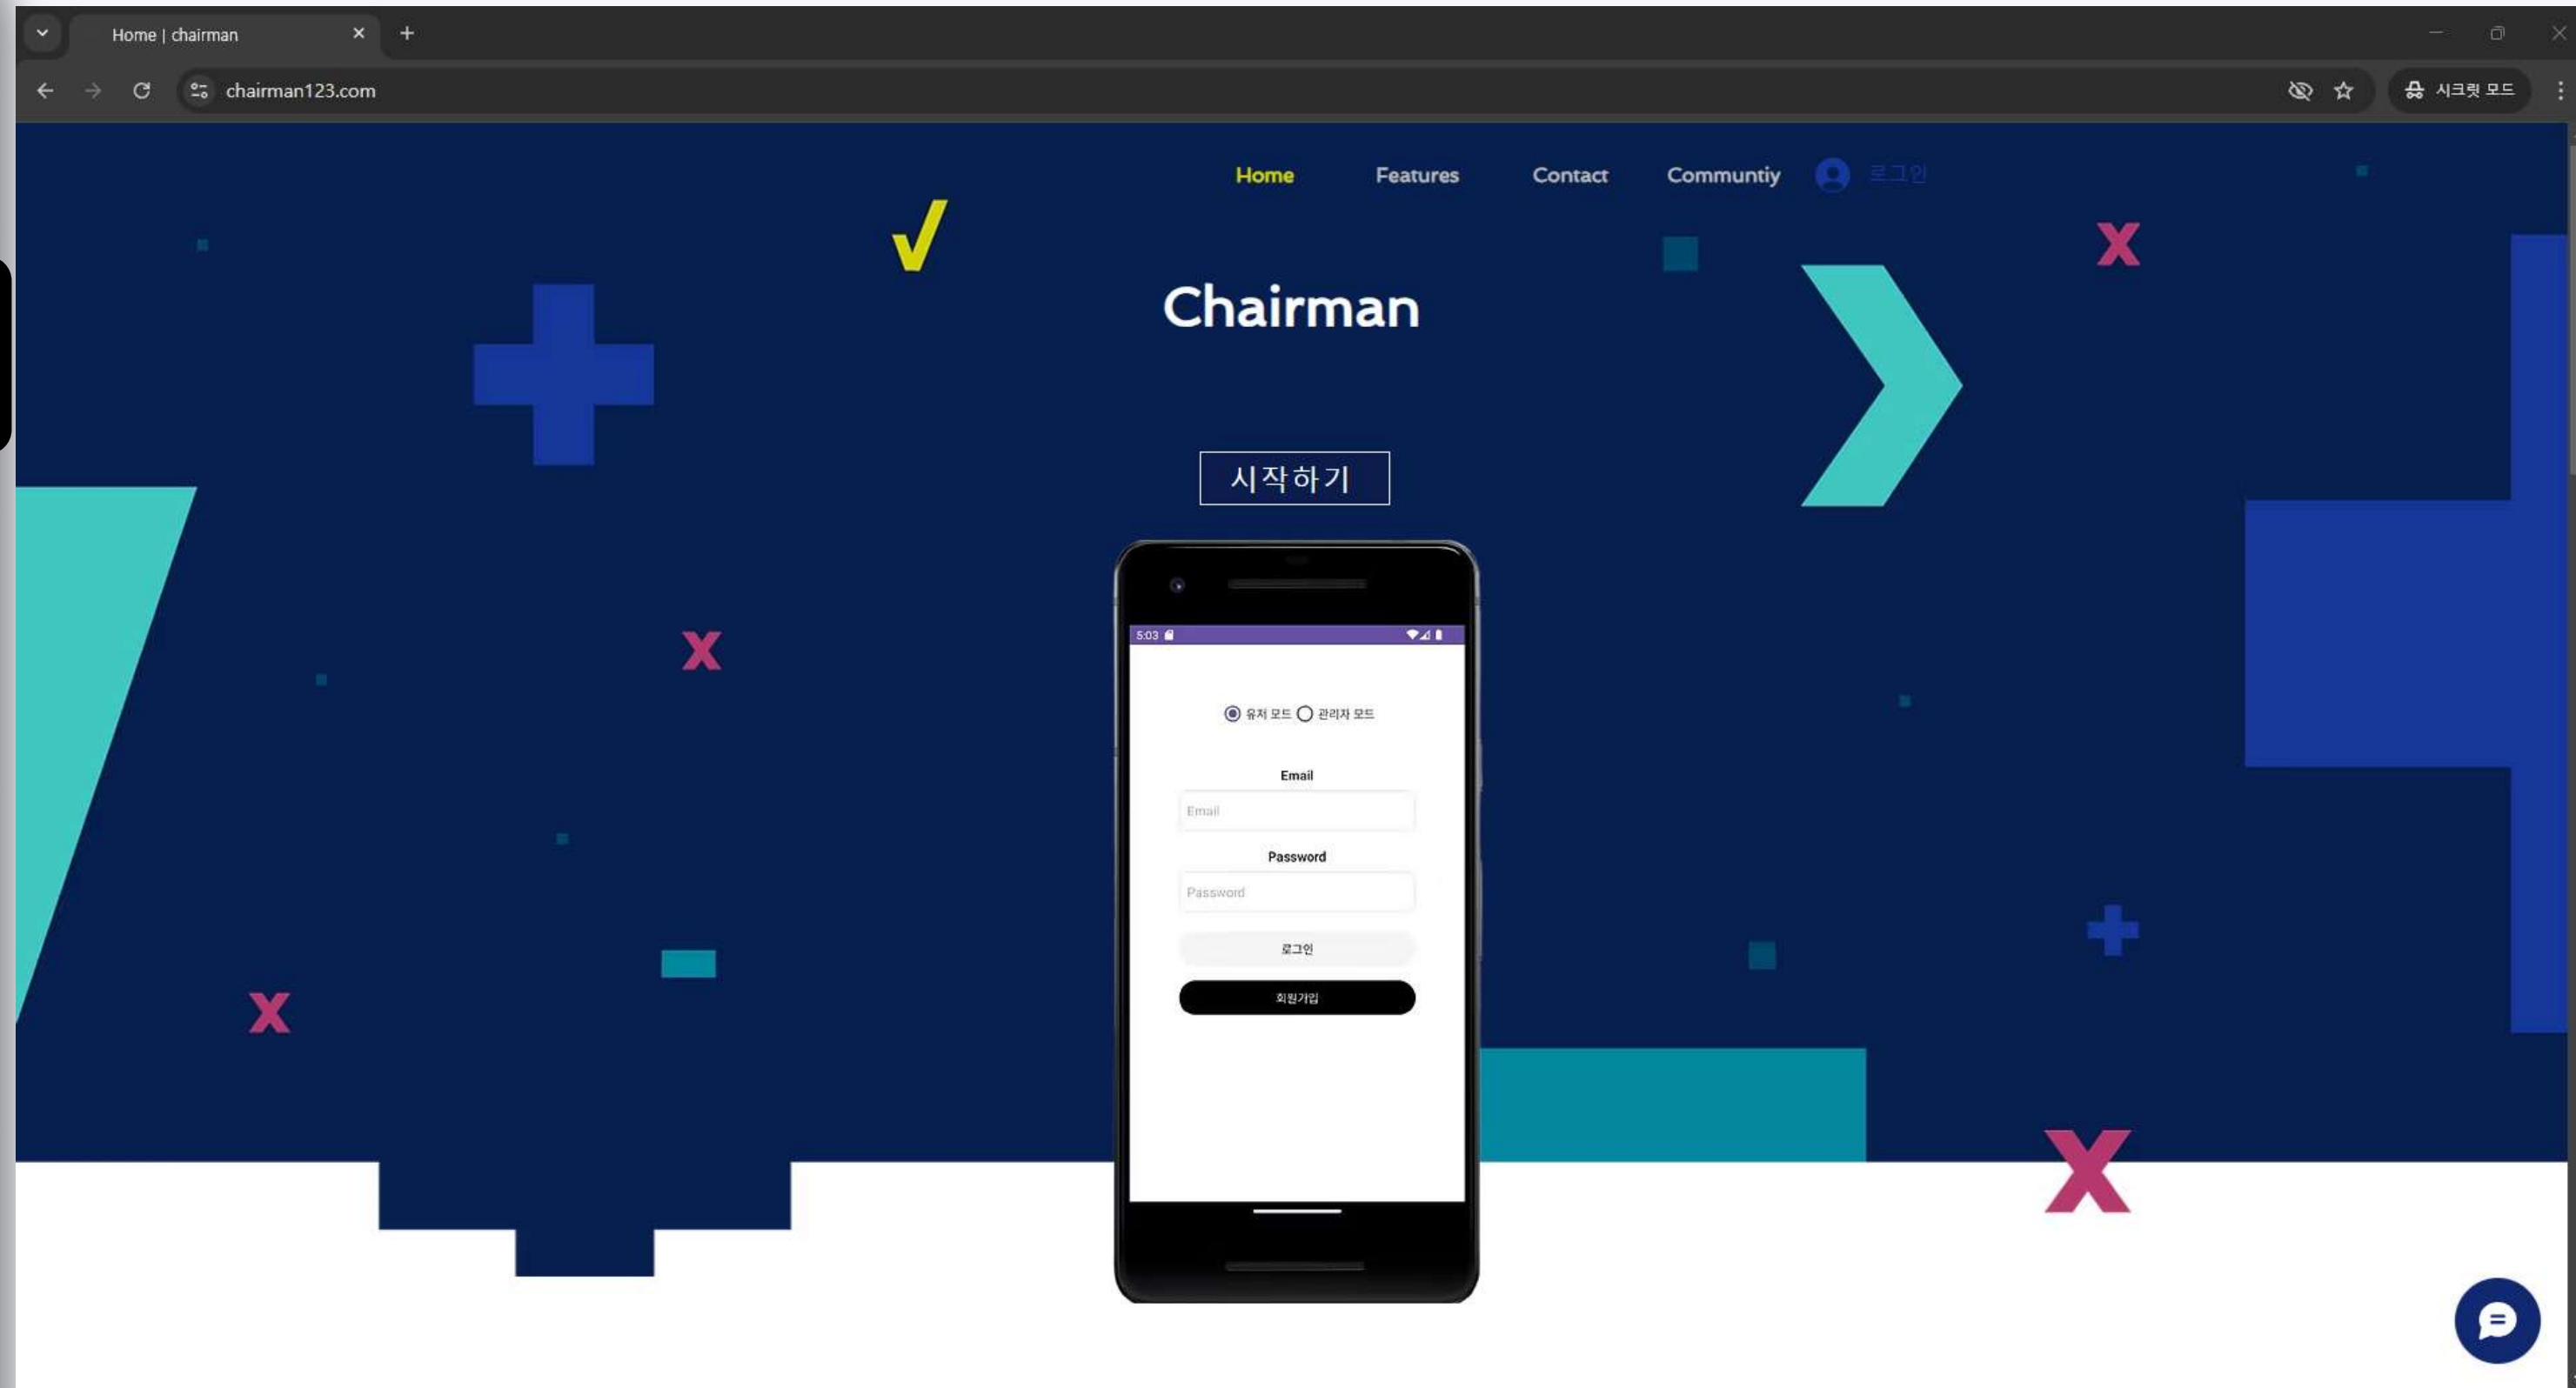 Home | chairman
chairman123.com
시크릿 모드
Home Features Contact Communtiy 로그인
Chairman
시작하기
5:03
유저 모드 관리자 모드
Email
Email
Password
Password
로그인
회원가입